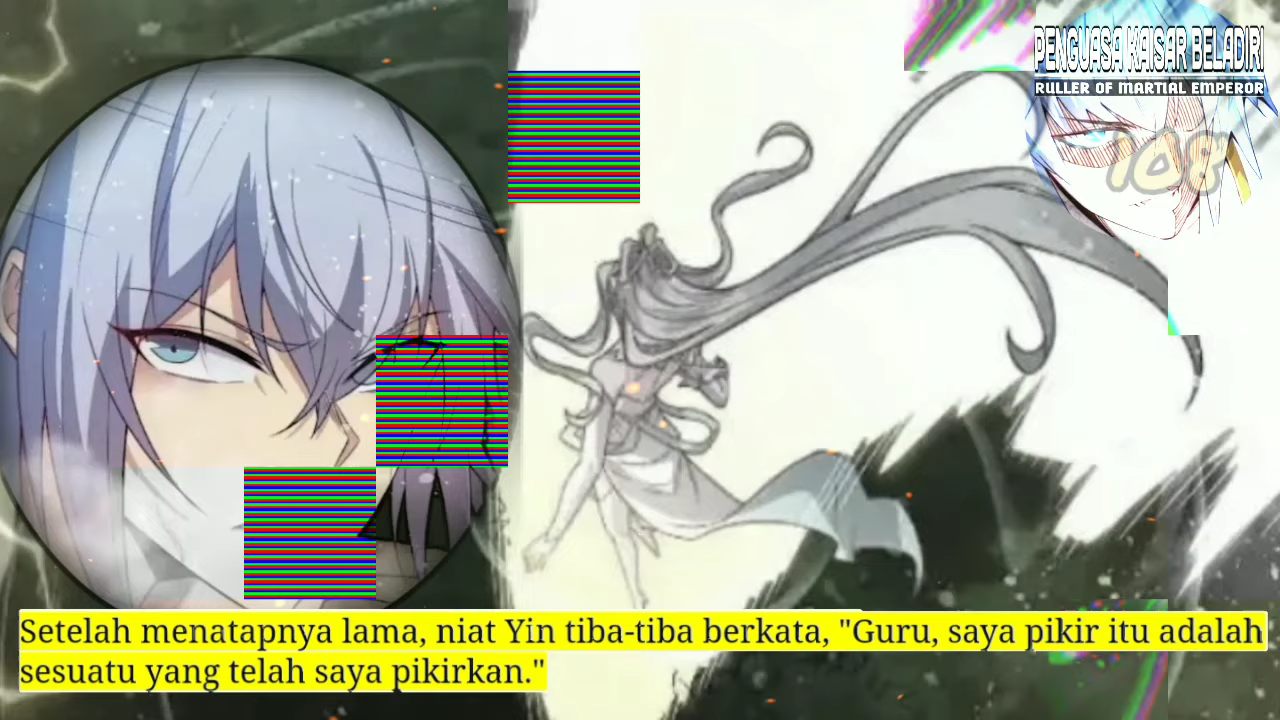 PENGUASA KAISAR BELADIRI
RULLER OF MARTIAL EMPEROR
108
Setelah menatapnya lama, niat Yin tiba-tiba berkata, "Guru, saya pikir itu adalah
sesuatu yang telah saya pikirkan."